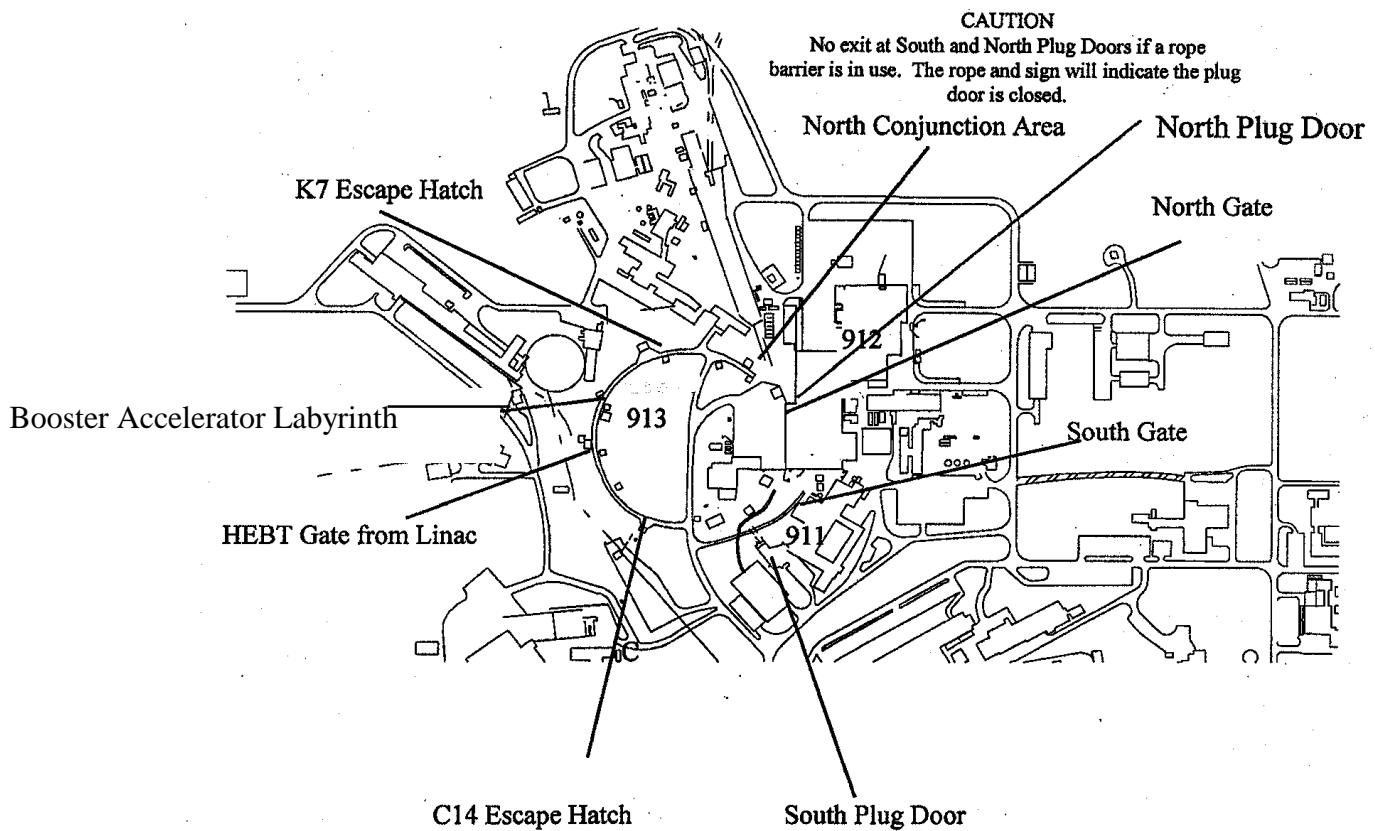 CAUTION
No exit at South and North Plug Doors if a rope
barrier is in use. The rope and sign will indicate the plug
door is closed.
North Conjunction Area
North Plug Door
K7 Escape Hatch
North Gate
912
Booster Accelerator Labyrinth
913
South Gate
HEBT Gate from Linac
911
C
C14 Escape Hatch
South Plug Door